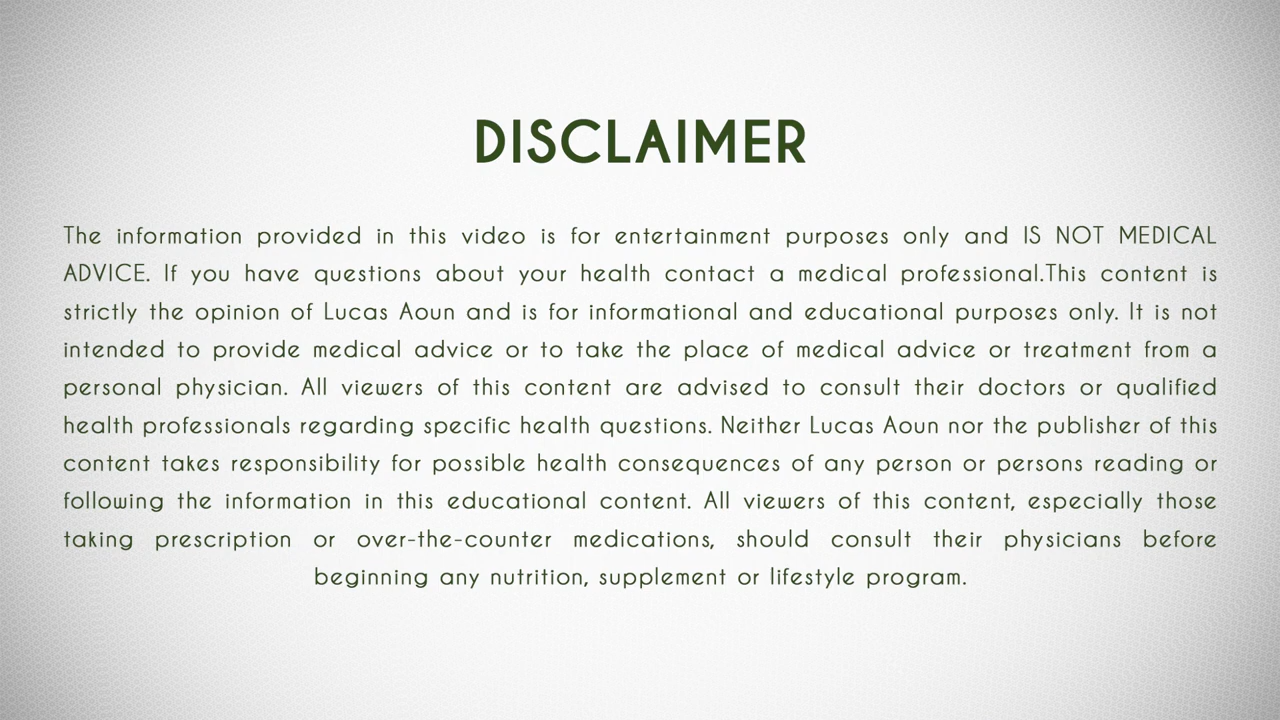 DISCLAIMER
The information provided in this video is for entertainment purposes only and IS NOT MEDICAL
ADVICE. If you have questions about your health contact a medical professional.This content is
strictly the opinion of Lucas Aoun and is for informational and educational purposes only. It is not
intended to provide medical advice or to take the place of medical advice or treatment from a
personal physician. All viewers of this content are advised to consult their doctors or qualified
health professionals regarding specific health questions. Neither Lucas Aoun nor the publisher of this
content takes responsibility for possible health consequences of any person or persons reading or
following the information in this educational content. All viewers of this content, especially those
taking prescription or over-the-counter medications, should consult their physicians before
beginning any nutrition, supplement or lifestyle program.